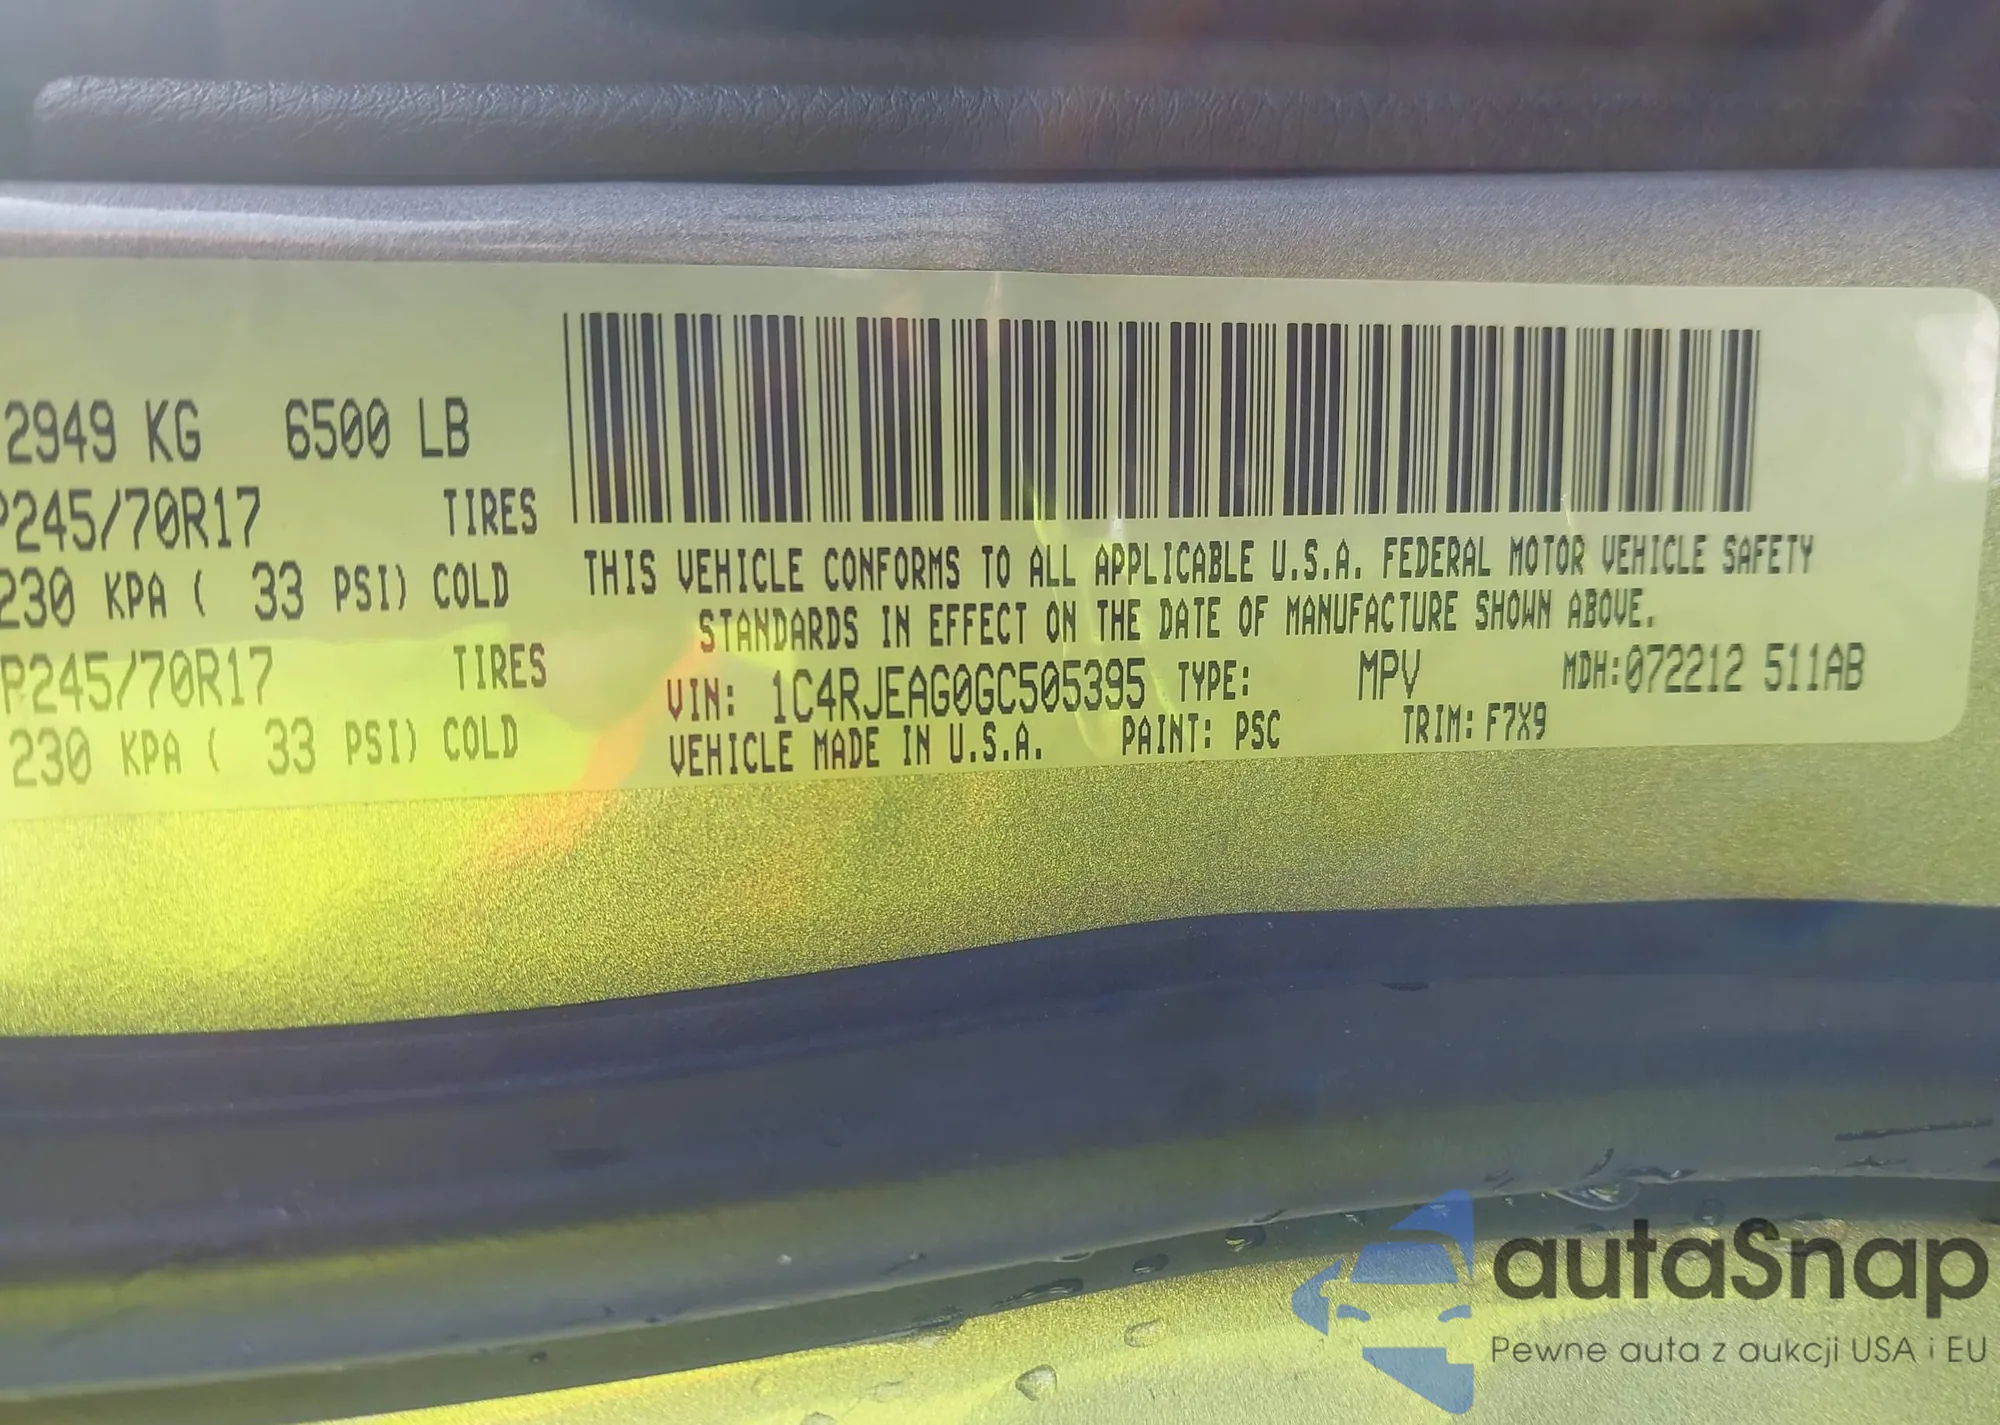 2949 KG 6500 LB
P245/70R17 TIRES
230 KPA ( 33 PSI) COLD
P245/70R17 TIRES
230 KPA ( 33 PSI) COLD
THIS VEHICLE CONFORMS TO ALL APPLICABLE U.S.A. FEDERAL MOTOR VEHICLE SAFETY
STANDARDS IN EFFECT ON THE DATE OF MANUFACTURE SHOWN ABOVE.
VIN: 1C4RJEAG0GC505395 TYPE: MPV MDH:072212 511AB
VEHICLE MADE IN U.S.A. PAINT: PSC TRIM: F7X9
autaSnap
Pewne auta z aukcji USA i EU